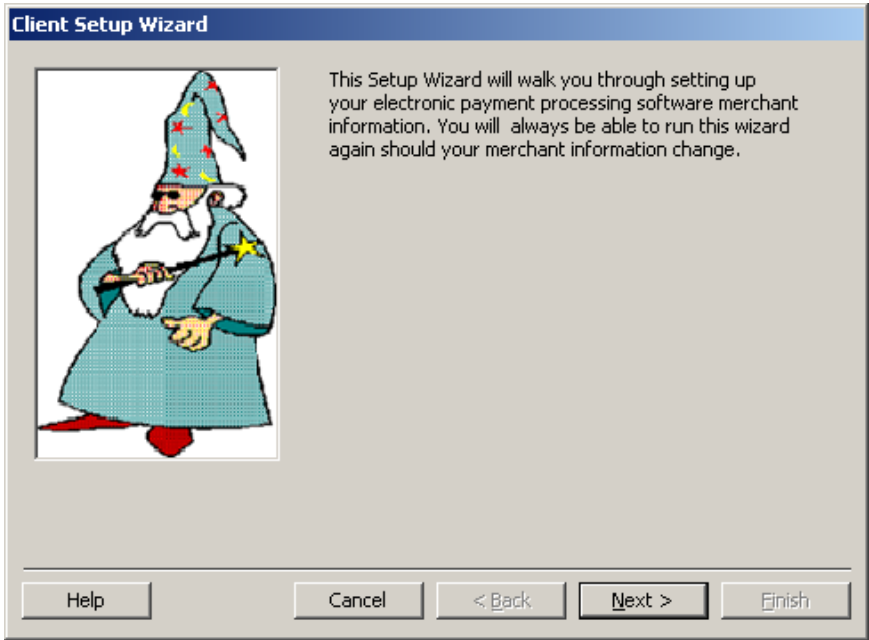 Client Setup Wizard
This Setup Wizard will walk you through setting up
your electronic payment processing software merchant
information. You will  always be able to run this wizard
again should your merchant information change.
Help
Cancel
< Back
Next >
Finish